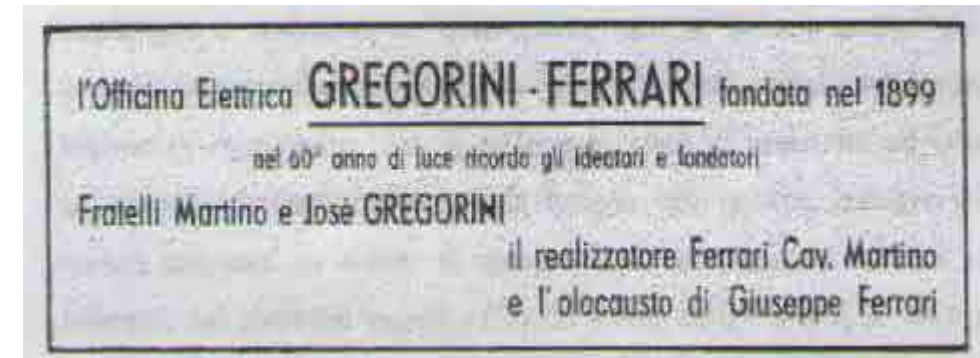 l'Officina Elettrica GREGORINI - FERRARI fondata nel 1899
nel 60° anno di luce ricorda gli ideatori e fondatori
Fratelli Martino e Josè GREGORINI
il realizzatore Ferrari Cav. Martino
e l'olocausto di Giuseppe Ferrari